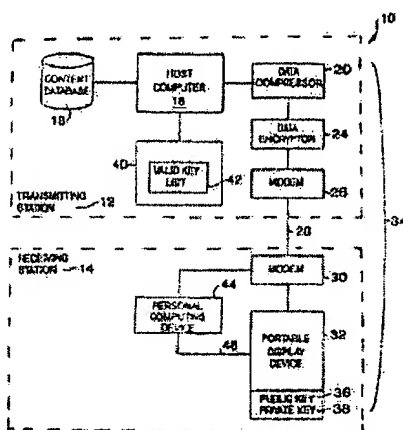 10
CONTENT DATABASE
18
HOST COMPUTER
16
DATA COMPRESSOR
20
DATA ENCRYPTOR
24
40
VALID KEY LIST
42
MODEM
26
TRANSMITTING STATION
12
34
28
RECEIVING STATION
14
44
MODEM
30
PERSONAL COMPUTING DEVICE
32
PORTABLE DISPLAY DEVICE
46
PUBLIC KEY
36
PRIVATE KEY
38